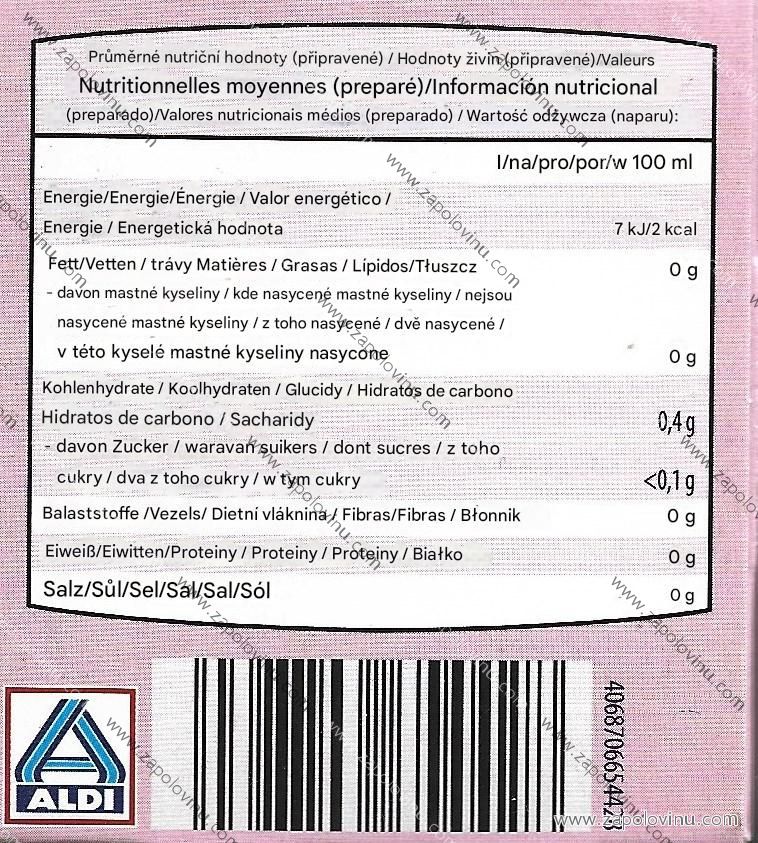 Průměrné nutriční hodnoty (připravené) / Hodnoty živin (připravené)/Valeurs
Nutritionnelles moyennes (preparé)/Información nutricional
(preparado)/Valores nutricionais médios (preparado) / Wartość odżywcza (naparu):
I/na/pro/por/w 100 ml
Energie/Energie/Énergie / Valor energético /
Energie / Energetická hodnota 7 kJ/2 kcal
Fett/Vetten / trávy Matières / Grasas / Lípidos/Tłuszcz 0 g
- davon mastné kyseliny / kde nasycené mastné kyseliny / nejsou
nasycené mastné kyseliny / z toho nasycené / dvě nasycené /
v této kyselé mastné kyseliny nasycone 0 g
Kohlenhydrate / Koolhydraten / Glucidy / Hidratos de carbono
Hidratos de carbono / Sacharidy 0,4 g
- davon Zucker / waravan suikers / dont sucres / z toho
cukry / dva z toho cukry / w tym cukry <0,1 g
Balaststoffe /Vezels/ Dietní vláknina / Fibras/Fibras / Błonnik 0 g
Eiweiß/Eiwitten/Proteiny / Proteiny / Proteiny / Białko 0 g
Salz/Sůl/Sel/Sal/Sal/Sól 0 g
ALDI
4068706654423
www.zapolovinu.com